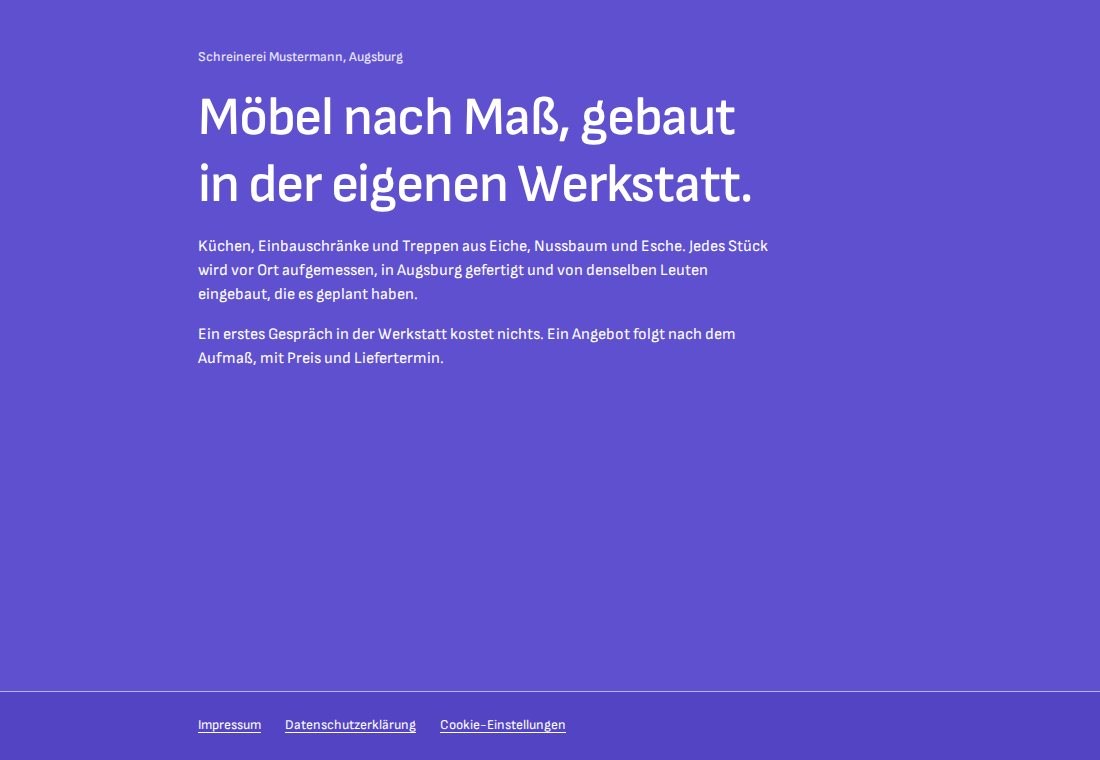 Schreinerei Mustermann, Augsburg
Möbel nach Maß, gebaut
in der eigenen Werkstatt.
Küchen, Einbauschränke und Treppen aus Eiche, Nussbaum und Esche. Jedes Stück
wird vor Ort aufgemessen, in Augsburg gefertigt und von denselben Leuten
eingebaut, die es geplant haben.
Ein erstes Gespräch in der Werkstatt kostet nichts. Ein Angebot folgt nach dem
Aufmaß, mit Preis und Liefertermin.
Impressum Datenschutzerklärung Cookie-Einstellungen